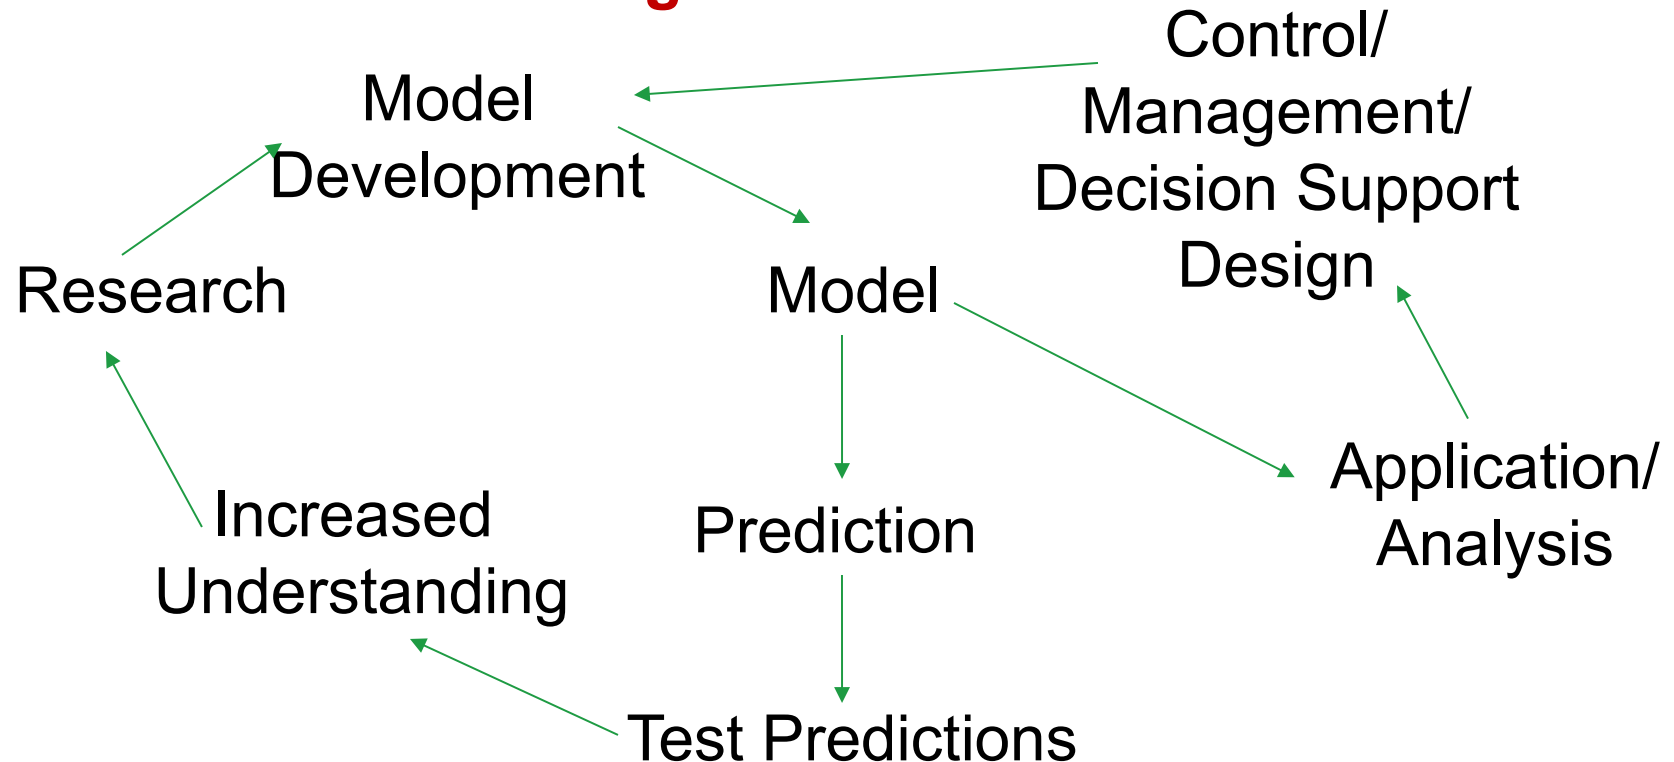 Control/
Management/
Decision Support
Design
Model
Development
Research
Model
Application/
Analysis
Increased
Understanding
Prediction
Test Predictions